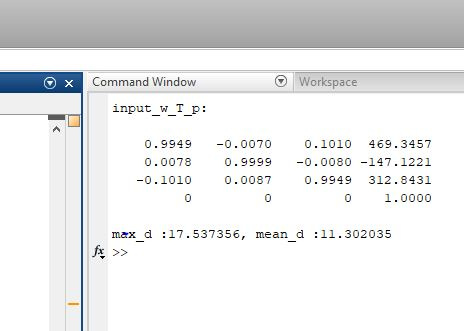 Command Window Workspace
input_w_T_p:
0.9949 -0.0070 0.1010 469.3457
0.0078 0.9999 -0.0080 -147.1221
-0.1010 0.0087 0.9949 312.8431
0 0 0 1.0000
max_d :17.537356, mean_d :11.302035
fx >>